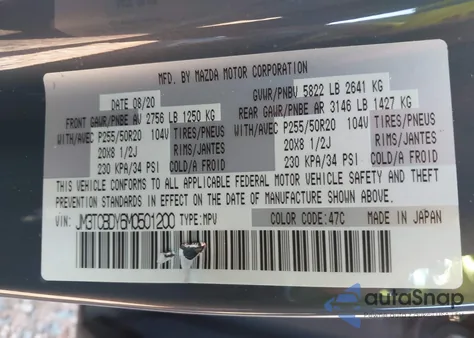 MFD. BY MAZDA MOTOR CORPORATION
DATE 08/20
GVWR/PNBV 5822 LB 2641 KG
FRONT GAWR/PNBE AV 2756 LB 1250 KG
REAR GAWR/PNBE AR 3146 LB 1427 KG
WITH/AVEC P255/50R20 104V TIRES/PNEUS
WITH/AVEC P255/50R20 104V TIRES/PNEUS
20X8 1/2J RIMS/JANTES
20X8 1/2J RIMS/JANTES
230 KPA/34 PSI COLD/A FROID
230 KPA/34 PSI COLD/A FROID
THIS VEHICLE CONFORMS TO ALL APPLICABLE FEDERAL MOTOR VEHICLE SAFETY AND THEFT
PREVENTION STANDARDS IN EFFECT ON THE DATE OF MANUFACTURE SHOWN ABOVE.
VIN: JM3TCBDY6M0501200 TYPE: MPV COLOR CODE: 47C MADE IN JAPAN
autoSnap